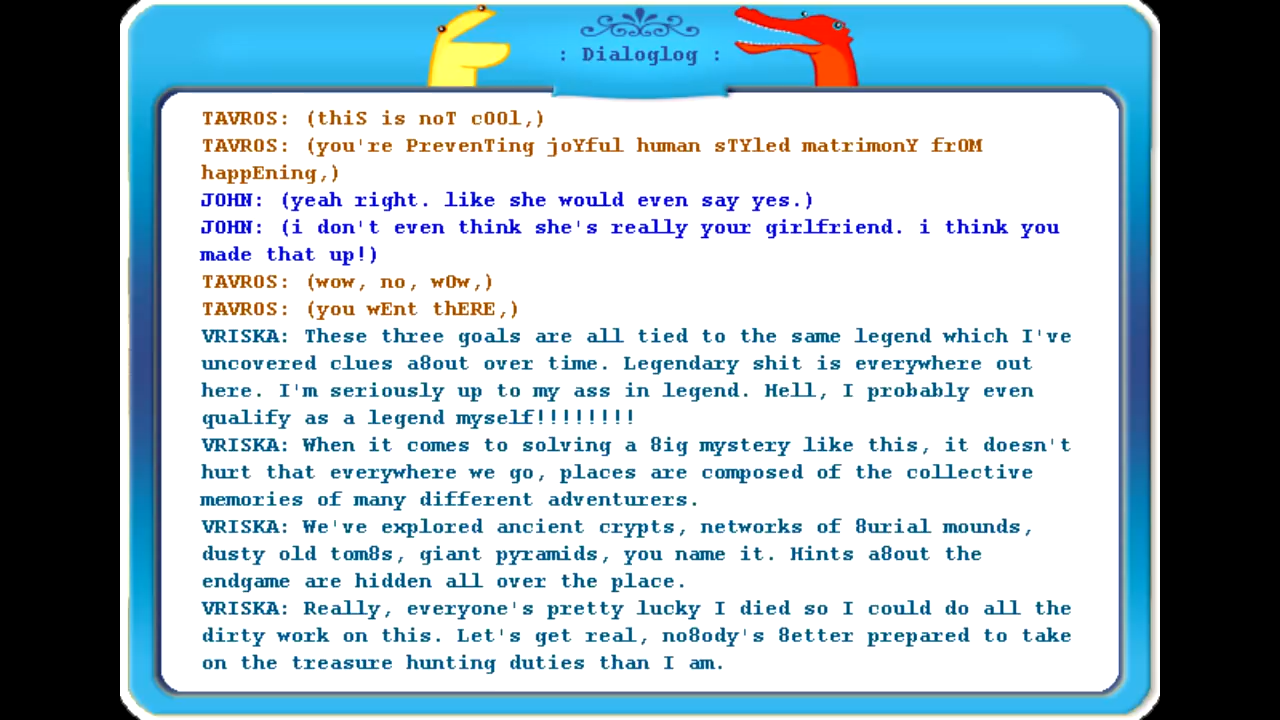 : Dialoglog :
TAVROS: (thiS is noT cOOl,)
TAVROS: (you're PrevenTing joYful human sTYled matrimonY frOM
happEning,)
JOHN: (yeah right. like she would even say yes.)
JOHN: (i don't even think she's really your girlfriend. i think you
made that up!)
TAVROS: (wow, no, wOw,)
TAVROS: (you wEnt thERE,)
VRISKA: These three goals are all tied to the same legend which I've
uncovered clues a8out over time. Legendary shit is everywhere out
here. I'm seriously up to my ass in legend. Hell, I probably even
qualify as a legend myself!!!!!!!!
VRISKA: When it comes to solving a 8ig mystery like this, it doesn't
hurt that everywhere we go, places are composed of the collective
memories of many different adventurers.
VRISKA: We've explored ancient crypts, networks of 8urial mounds,
dusty old tom8s, giant pyramids, you name it. Hints a8out the
endgame are hidden all over the place.
VRISKA: Really, everyone's pretty lucky I died so I could do all the
dirty work on this. Let's get real, no8ody's 8etter prepared to take
on the treasure hunting duties than I am.